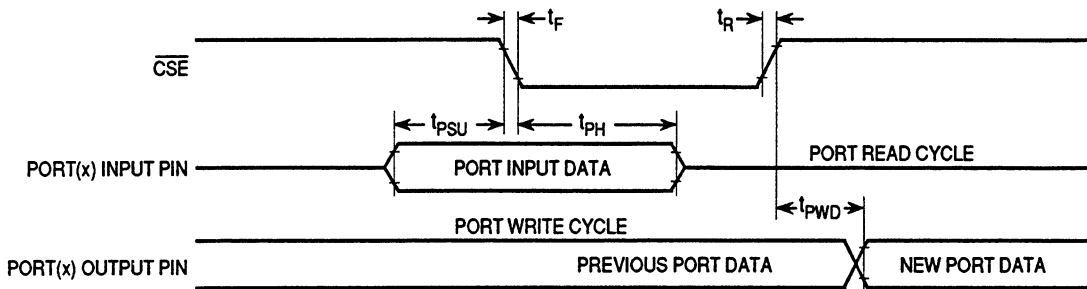 tF
tR
CSE
tPSU
tPH
PORT(x) INPUT PIN
PORT INPUT DATA
PORT READ CYCLE
tPWD
PORT WRITE CYCLE
PORT(x) OUTPUT PIN
PREVIOUS PORT DATA
NEW PORT DATA